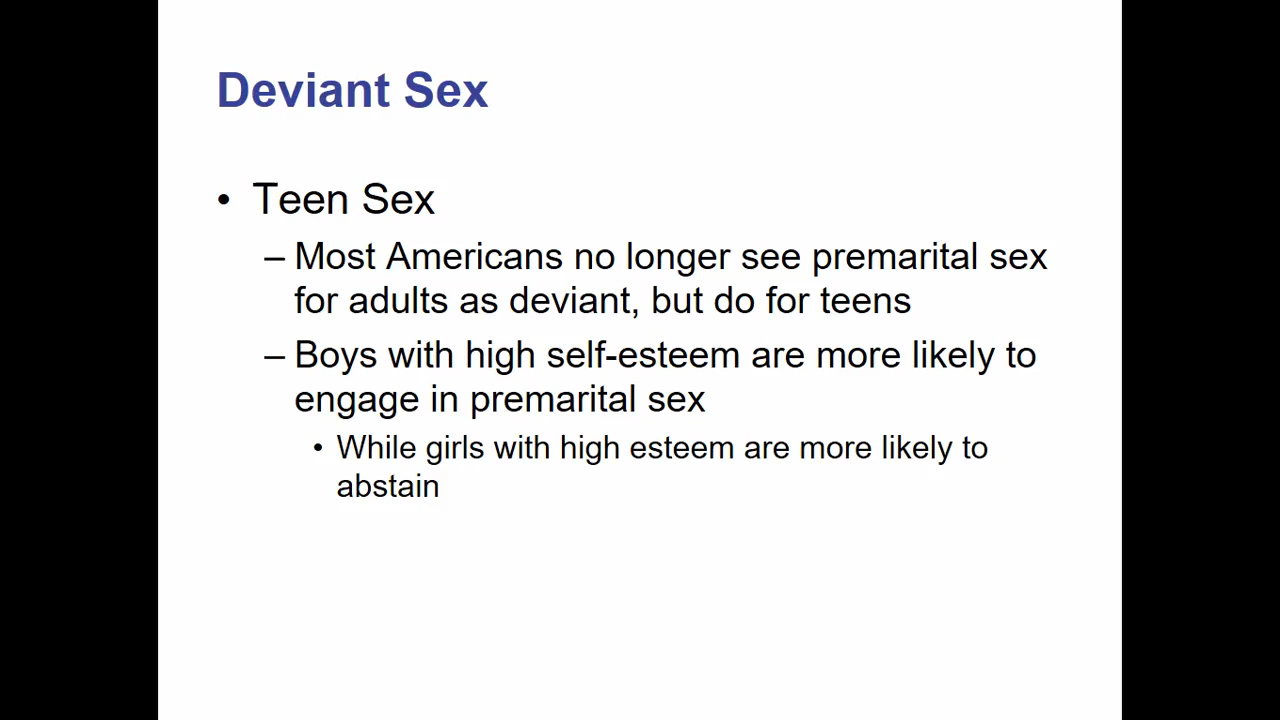 Deviant Sex
• Teen Sex
– Most Americans no longer see premarital sex
for adults as deviant, but do for teens
– Boys with high self-esteem are more likely to
engage in premarital sex
• While girls with high esteem are more likely to
abstain